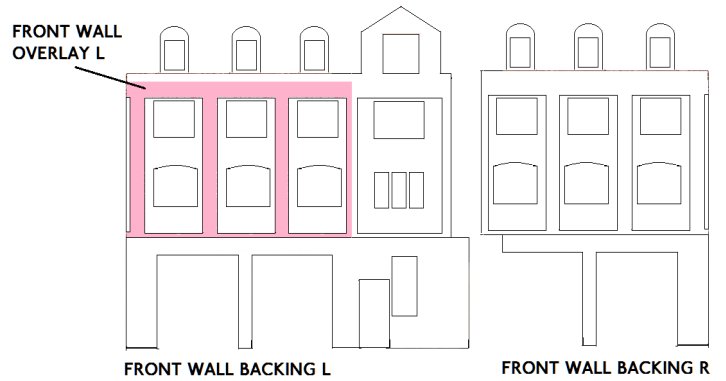 FRONT WALL
OVERLAY L
FRONT WALL BACKING L
FRONT WALL BACKING R